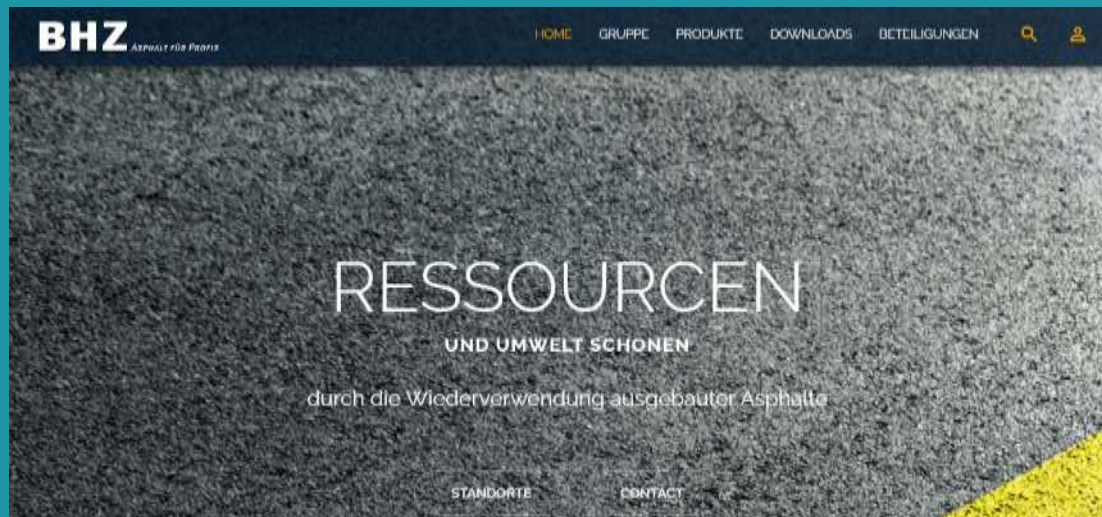 BHZ ASPHALT FÜR PROFIS
HOME GRUPPE PRODUKTE DOWNLOADS BETEILIGUNGEN
RESSOURCEN
UND UMWELT SCHONEN
durch die Wiederverwendung ausgebauter Asphalte
STANDORTE CONTACT